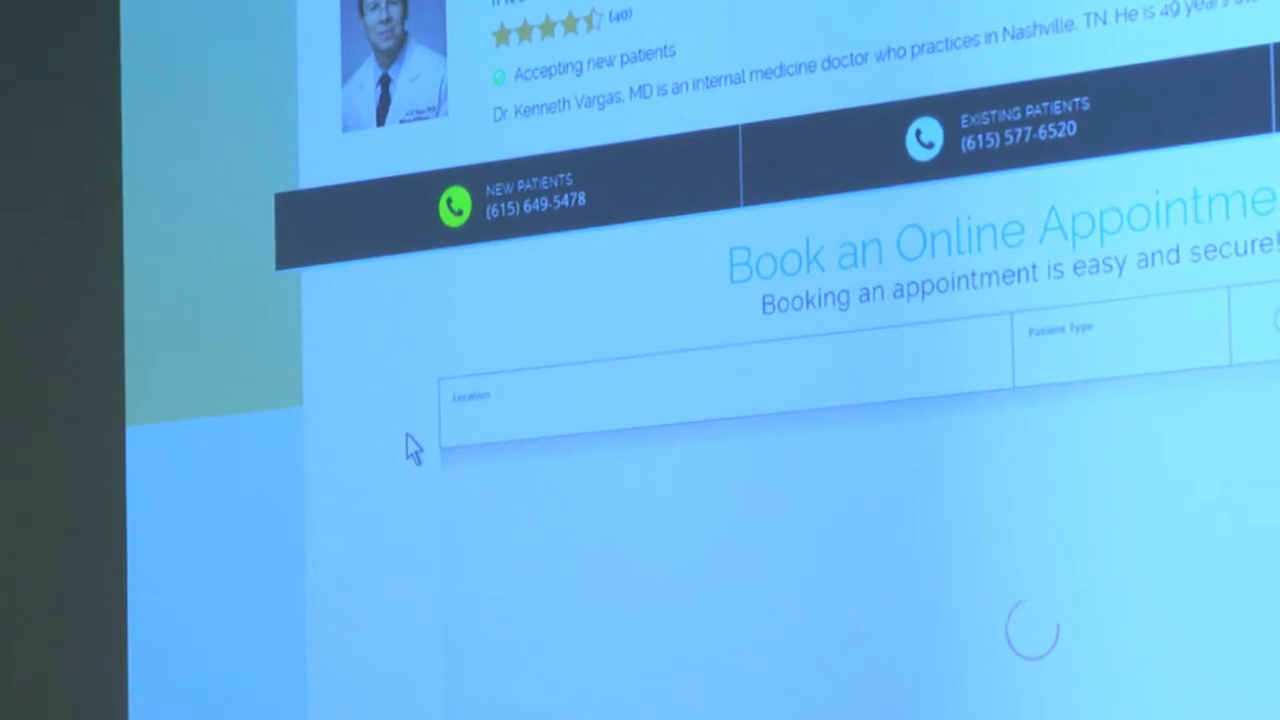 (40)
Accepting new patients
Dr. Kenneth Vargas, MD is an internal medicine doctor who practices in Nashville, TN. He is 49 years
NEW PATIENTS
(615) 649-5478
EXISTING PATIENTS
(615) 577-6520
Book an Online Appointme
Booking an appointment is easy and secure!
Location
Patient Type